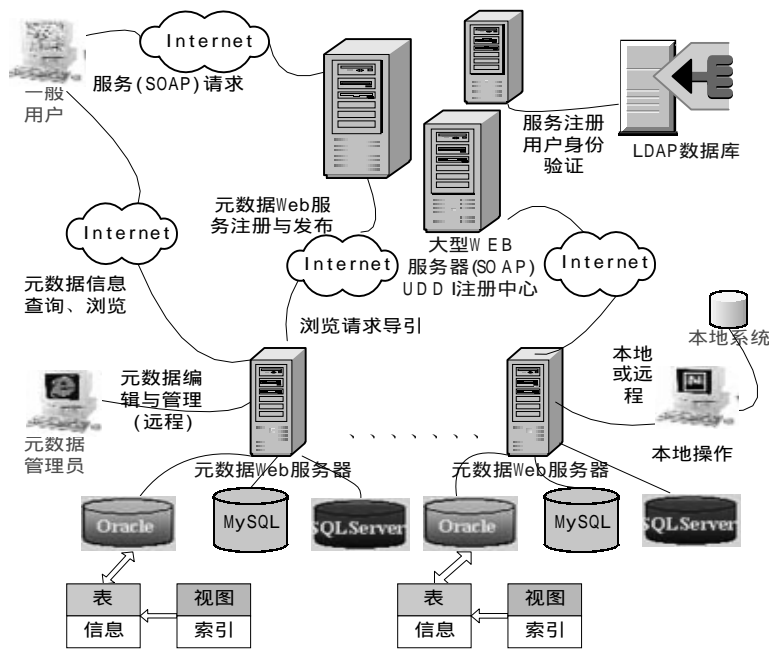 Internet
服务(SOAP)请求
一般
用户
服务注册
用户身份
验证
LDAP数据库
元数据Web服
务注册与发布
Internet
大型WEB
服务器(SOAP)
UDDI注册中心
Internet
Internet
元数据信息
查询、浏览
浏览请求导引
本地系统
本地
或远
程
元数据编
辑与管理
(远程)
元数据
管理员
本地操作
、、、、、、、
元数据Web服务器
元数据Web服务器
Oracle
MySQL
SQLServer
Oracle
MySQL
SQLServer
表
信息
视图
索引
表
信息
视图
索引